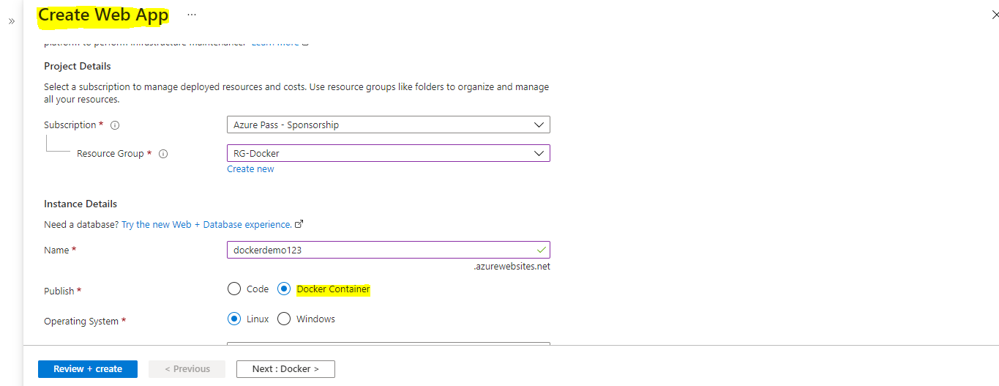 Create Web App ...
platform to perform infrastructure maintenance. Learn more
Project Details
Select a subscription to manage deployed resources and costs. Use resource groups like folders to organize and manage
all your resources.
Subscription *
Azure Pass - Sponsorship
Resource Group *
RG-Docker
Create new
Instance Details
Need a database? Try the new Web + Database experience.
Name *
dockerdemo123
.azurewebsites.net
Publish *
Code
Docker Container
Operating System *
Linux
Windows
Review + create
< Previous
Next : Docker >